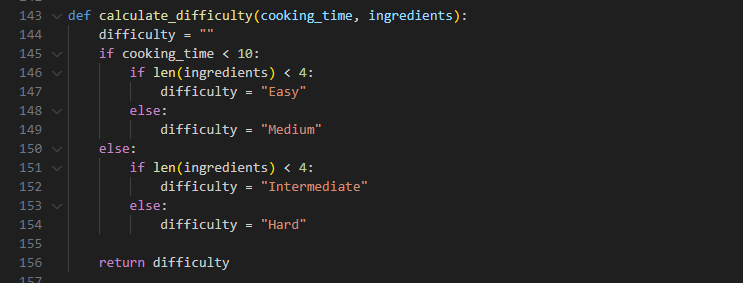 143 def calculate_difficulty(cooking_time, ingredients):
144     difficulty = ""
145     if cooking_time < 10:
146         if len(ingredients) < 4:
147             difficulty = "Easy"
148         else:
149             difficulty = "Medium"
150     else:
151         if len(ingredients) < 4:
152             difficulty = "Intermediate"
153         else:
154             difficulty = "Hard"
155
156     return difficulty
157